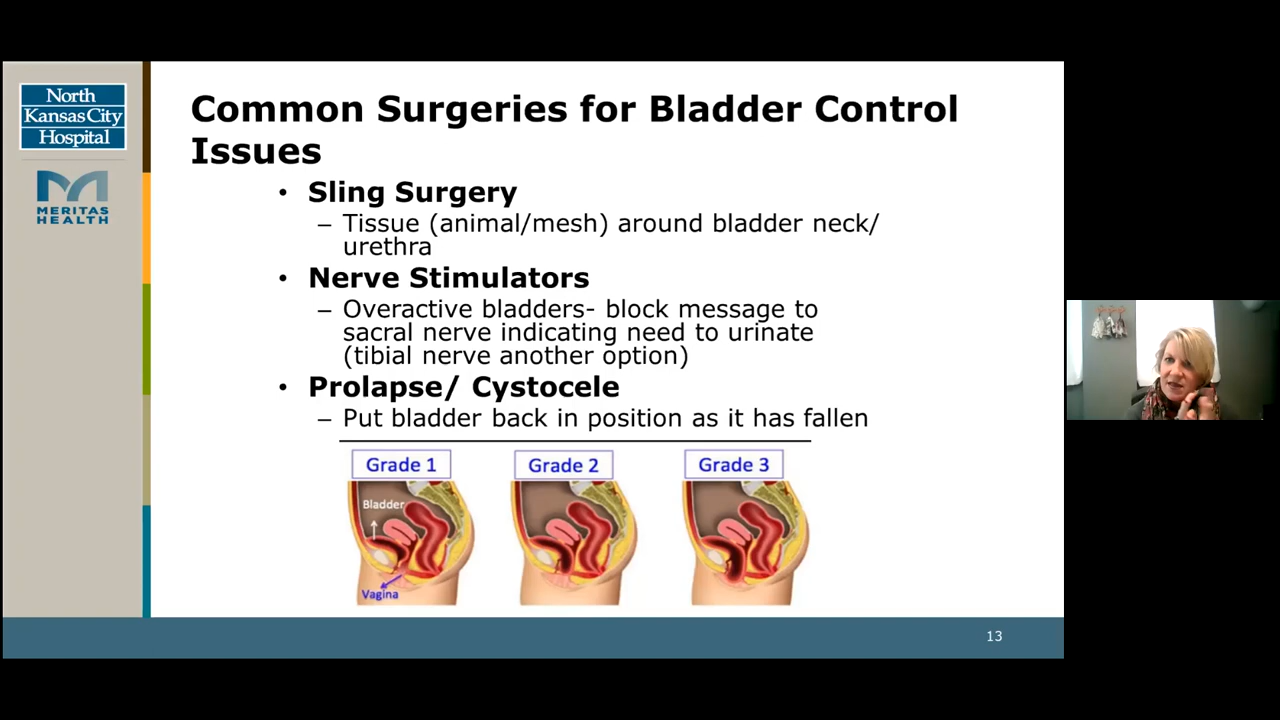 North
Kansas City
Hospital
MERITAS
HEALTH
Common Surgeries for Bladder Control
Issues
• Sling Surgery
– Tissue (animal/mesh) around bladder neck/
urethra
• Nerve Stimulators
– Overactive bladders- block message to
sacral nerve indicating need to urinate
(tibial nerve another option)
• Prolapse/ Cystocele
– Put bladder back in position as it has fallen
Grade 1
Grade 2
Grade 3
Bladder
Vagina
13